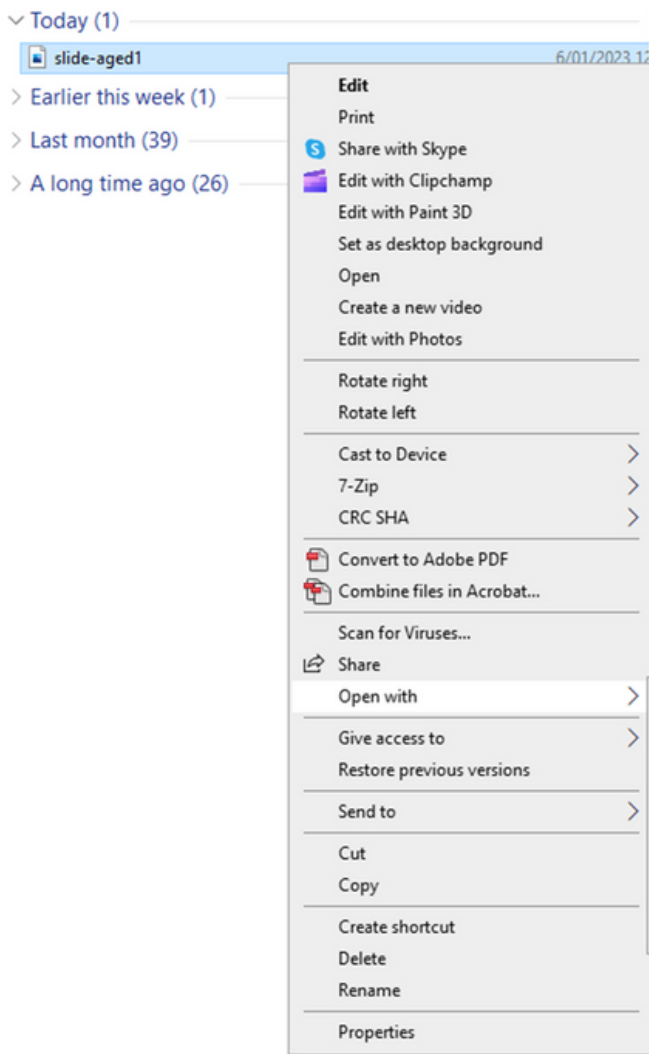 Today (1)
slide-aged1 6/01/2023 12
Earlier this week (1)
Last month (39)
A long time ago (26)
Edit
Print
Share with Skype
Edit with Clipchamp
Edit with Paint 3D
Set as desktop background
Open
Create a new video
Edit with Photos
Rotate right
Rotate left
Cast to Device
7-Zip
CRC SHA
Convert to Adobe PDF
Combine files in Acrobat...
Scan for Viruses...
Share
Open with
Give access to
Restore previous versions
Send to
Cut
Copy
Create shortcut
Delete
Rename
Properties